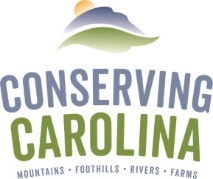 CONSERVING
CAROLINA
MOUNTAINS • FOOTHILLS • RIVERS • FARMS